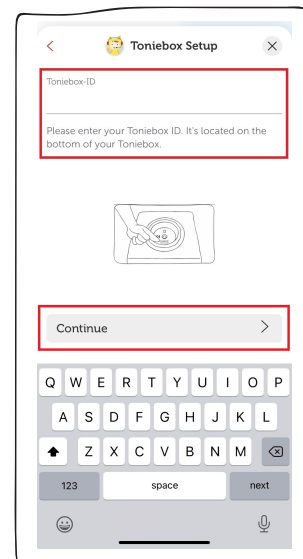 Toniebox Setup
Toniebox-ID
Please enter your Toniebox ID. It's located on the
bottom of your Toniebox.
Continue
Q W E R T Y U I O P
A S D F G H J K L
Z X C V B N M
123 space next